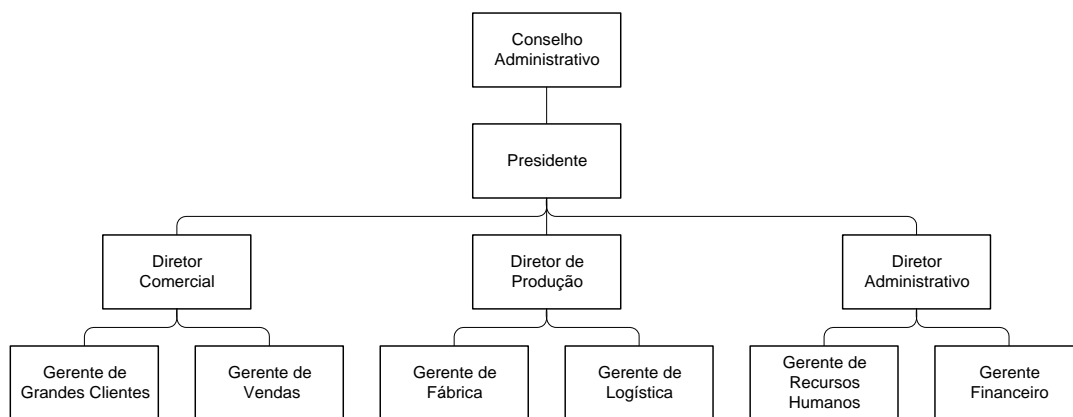 Conselho
Administrativo
Presidente
Diretor
Comercial
Diretor de
Produção
Diretor
Administrativo
Gerente de
Grandes Clientes
Gerente de
Vendas
Gerente de
Fábrica
Gerente de
Logística
Gerente de
Recursos
Humanos
Gerente
Financeiro